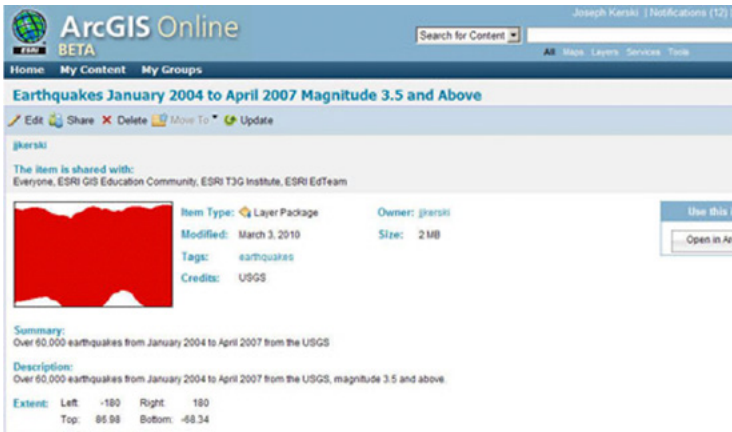 Joseph Kerski | Notifications (12)
ESRI
ArcGIS Online
BETA
Search for Content
All Maps Layers Services Tools
Home My Content My Groups
Earthquakes January 2004 to April 2007 Magnitude 3.5 and Above
Edit Share Delete Move To Update
jjkerski
The item is shared with:
Everyone, ESRI GIS Education Community, ESRI T3G Institute, ESRI EdTeam
Item Type: Layer Package Owner: jjkerski
Modified: March 3, 2010 Size: 2 MB
Tags: earthquakes
Credits: USGS
Use this
Open in Ar
Summary:
Over 60,000 earthquakes from January 2004 to April 2007 from the USGS
Description:
Over 60,000 earthquakes from January 2004 to April 2007 from the USGS, magnitude 3.5 and above.
Extent: Left: -180 Right: 180
Top: 86.98 Bottom: -68.34